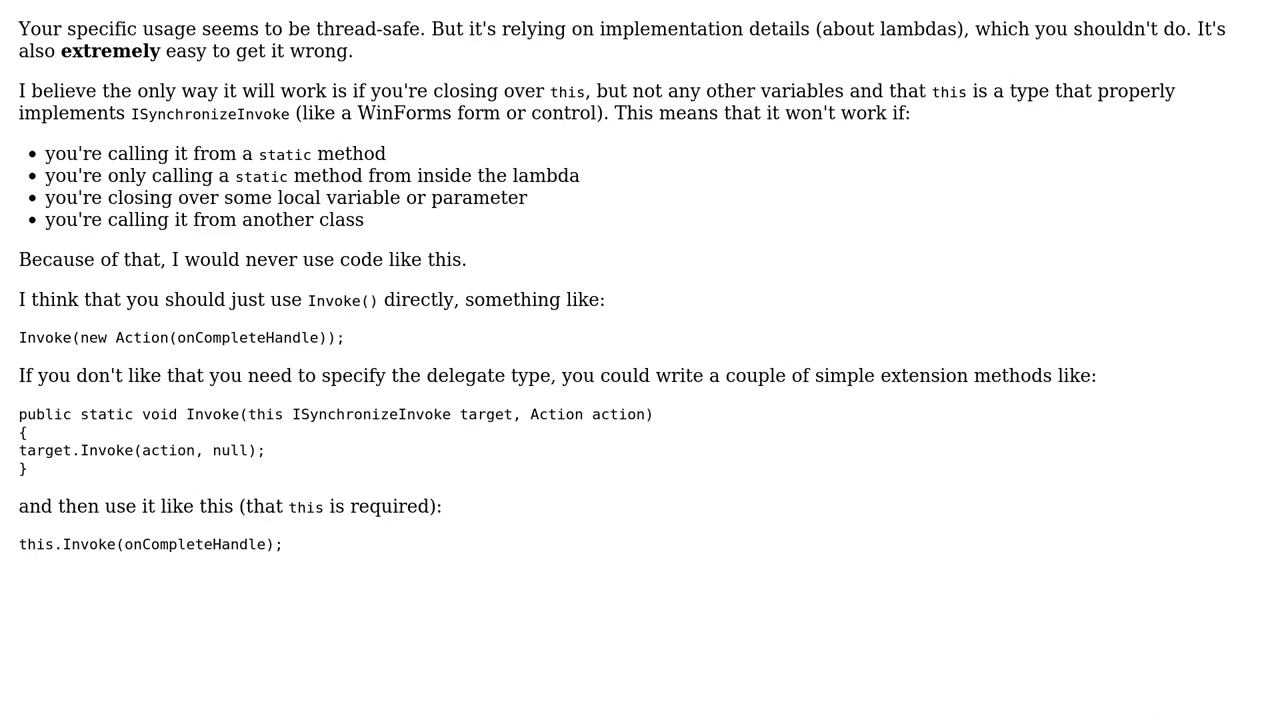 Your specific usage seems to be thread-safe. But it's relying on implementation details (about lambdas), which you shouldn't do. It's
also extremely easy to get it wrong.
I believe the only way it will work is if you're closing over this, but not any other variables and that this is a type that properly
implements ISynchronizeInvoke (like a WinForms form or control). This means that it won't work if:
• you're calling it from a static method
• you're only calling a static method from inside the lambda
• you're closing over some local variable or parameter
• you're calling it from another class
Because of that, I would never use code like this.
I think that you should just use Invoke() directly, something like:
Invoke(new Action(onCompleteHandle));
If you don't like that you need to specify the delegate type, you could write a couple of simple extension methods like:
public static void Invoke(this ISynchronizeInvoke target, Action action)
{
target.Invoke(action, null);
}
and then use it like this (that this is required):
this.Invoke(onCompleteHandle);